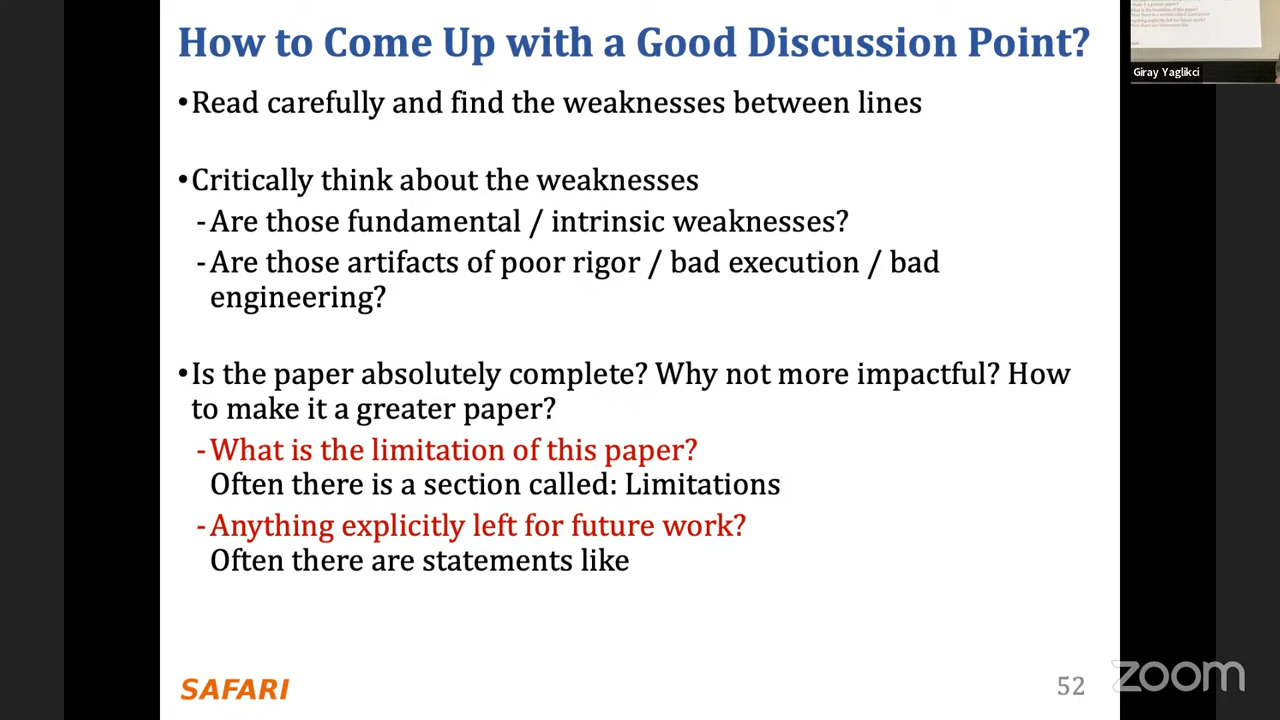 How to Come Up with a Good Discussion Point?
•Read carefully and find the weaknesses between lines
•Critically think about the weaknesses
-Are those fundamental / intrinsic weaknesses?
-Are those artifacts of poor rigor / bad execution / bad
engineering?
•Is the paper absolutely complete? Why not more impactful? How
to make it a greater paper?
-What is the limitation of this paper?
Often there is a section called: Limitations
-Anything explicitly left for future work?
Often there are statements like
SAFARI
52
zoom
Giray Yaglikci